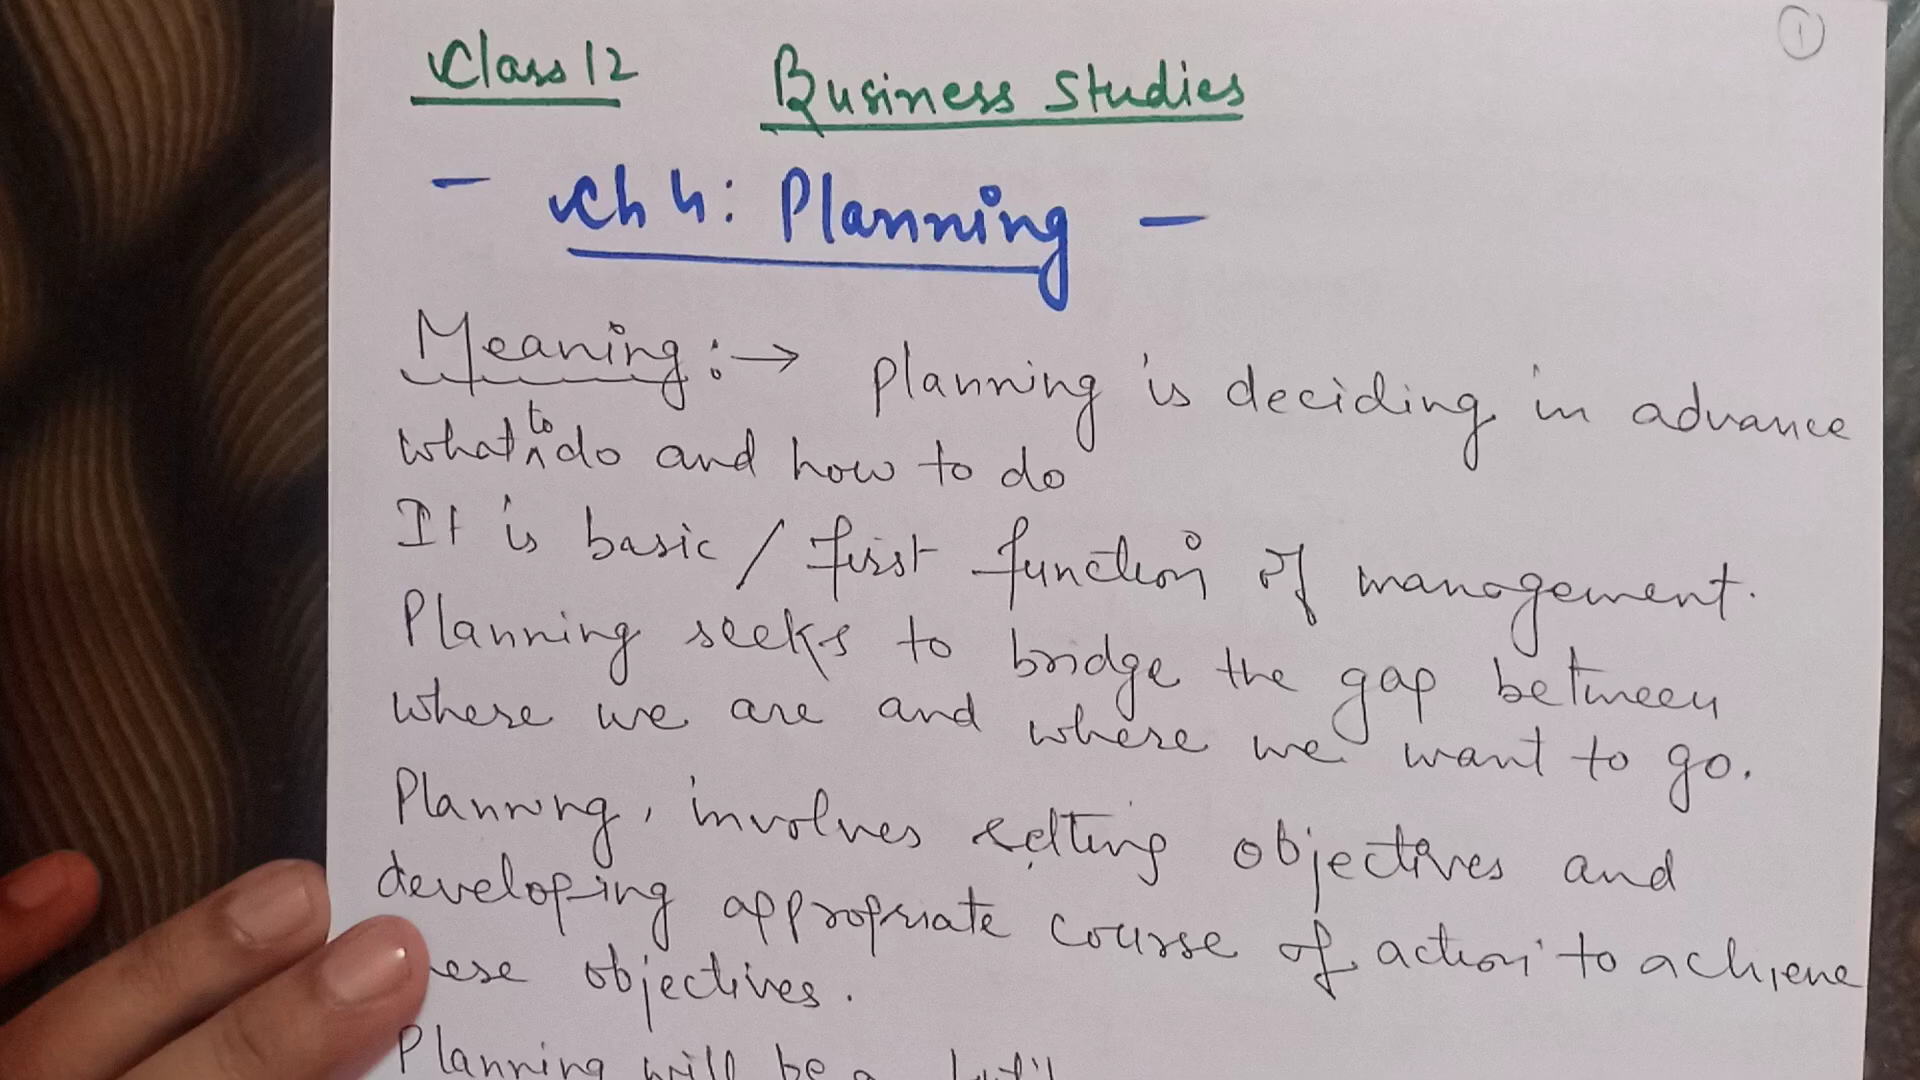 1
Class 12 Business Studies
- Ch 4: Planning -
Meaning :→ Planning is deciding in advance
what to do and how to do
It is basic / first function of management.
Planning seeks to bridge the gap between
where we are and where we want to go.
Planning, involves setting objectives and
developing appropriate course of action to achieve
ese objectives.
Planning will be a